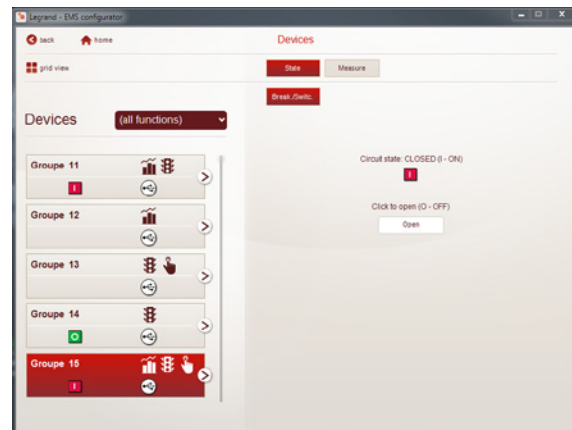 Legrand - EMS configurator
back
home
Devices
grid view
State
Measure
Break./Switc.
Devices
(all functions)
Groupe 11
I
Groupe 12
Groupe 13
Groupe 14
O
Groupe 15
I
Circuit state: CLOSED (I - ON)
I
Click to open (O - OFF)
Open